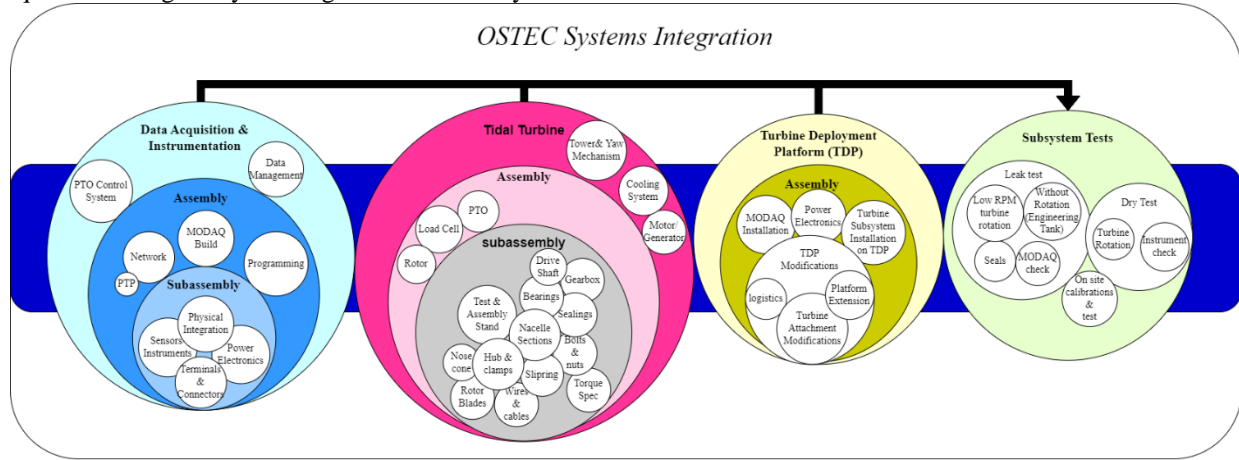 OSTEC Systems Integration
Data Acquisition &
Instrumentation
PTO Control
System
Data
Management
Assembly
MODAQ
Build
Network
Programming
PTP
Subassembly
Physical
Integration
Sensors
Instruments
Power
Electronics
Terminals
&
Connectors
Tidal Turbine
Tower& Yaw
Mechanism
Cooling
System
Motor/
Generator
Assembly
PTO
Load Cell
Rotor
subassembly
Drive
Shaft
Gearbox
Bearings
Test &
Assembly
Stand
Sealings
Nacelle
Sections
Bolts
&
nuts
Nose
cone
Hub &
clamps
Slipring
Rotor
Blades
Wires
&
cables
Torque
Spec
Turbine Deployment
Platform (TDP)
Assembly
MODAQ
Installation
Power
Electronics
Turbine
Subsystem
Installation
on TDP
TDP
Modifications
logistics
Platform
Extension
Turbine
Attachment
Modifications
Subsystem Tests
Leak test
Low RPM
turbine
rotation
Without
Rotation
(Engineering
Tank)
Seals
MODAQ
check
Dry Test
Turbine
Rotation
Instrument
check
On site
calibrations
&
test